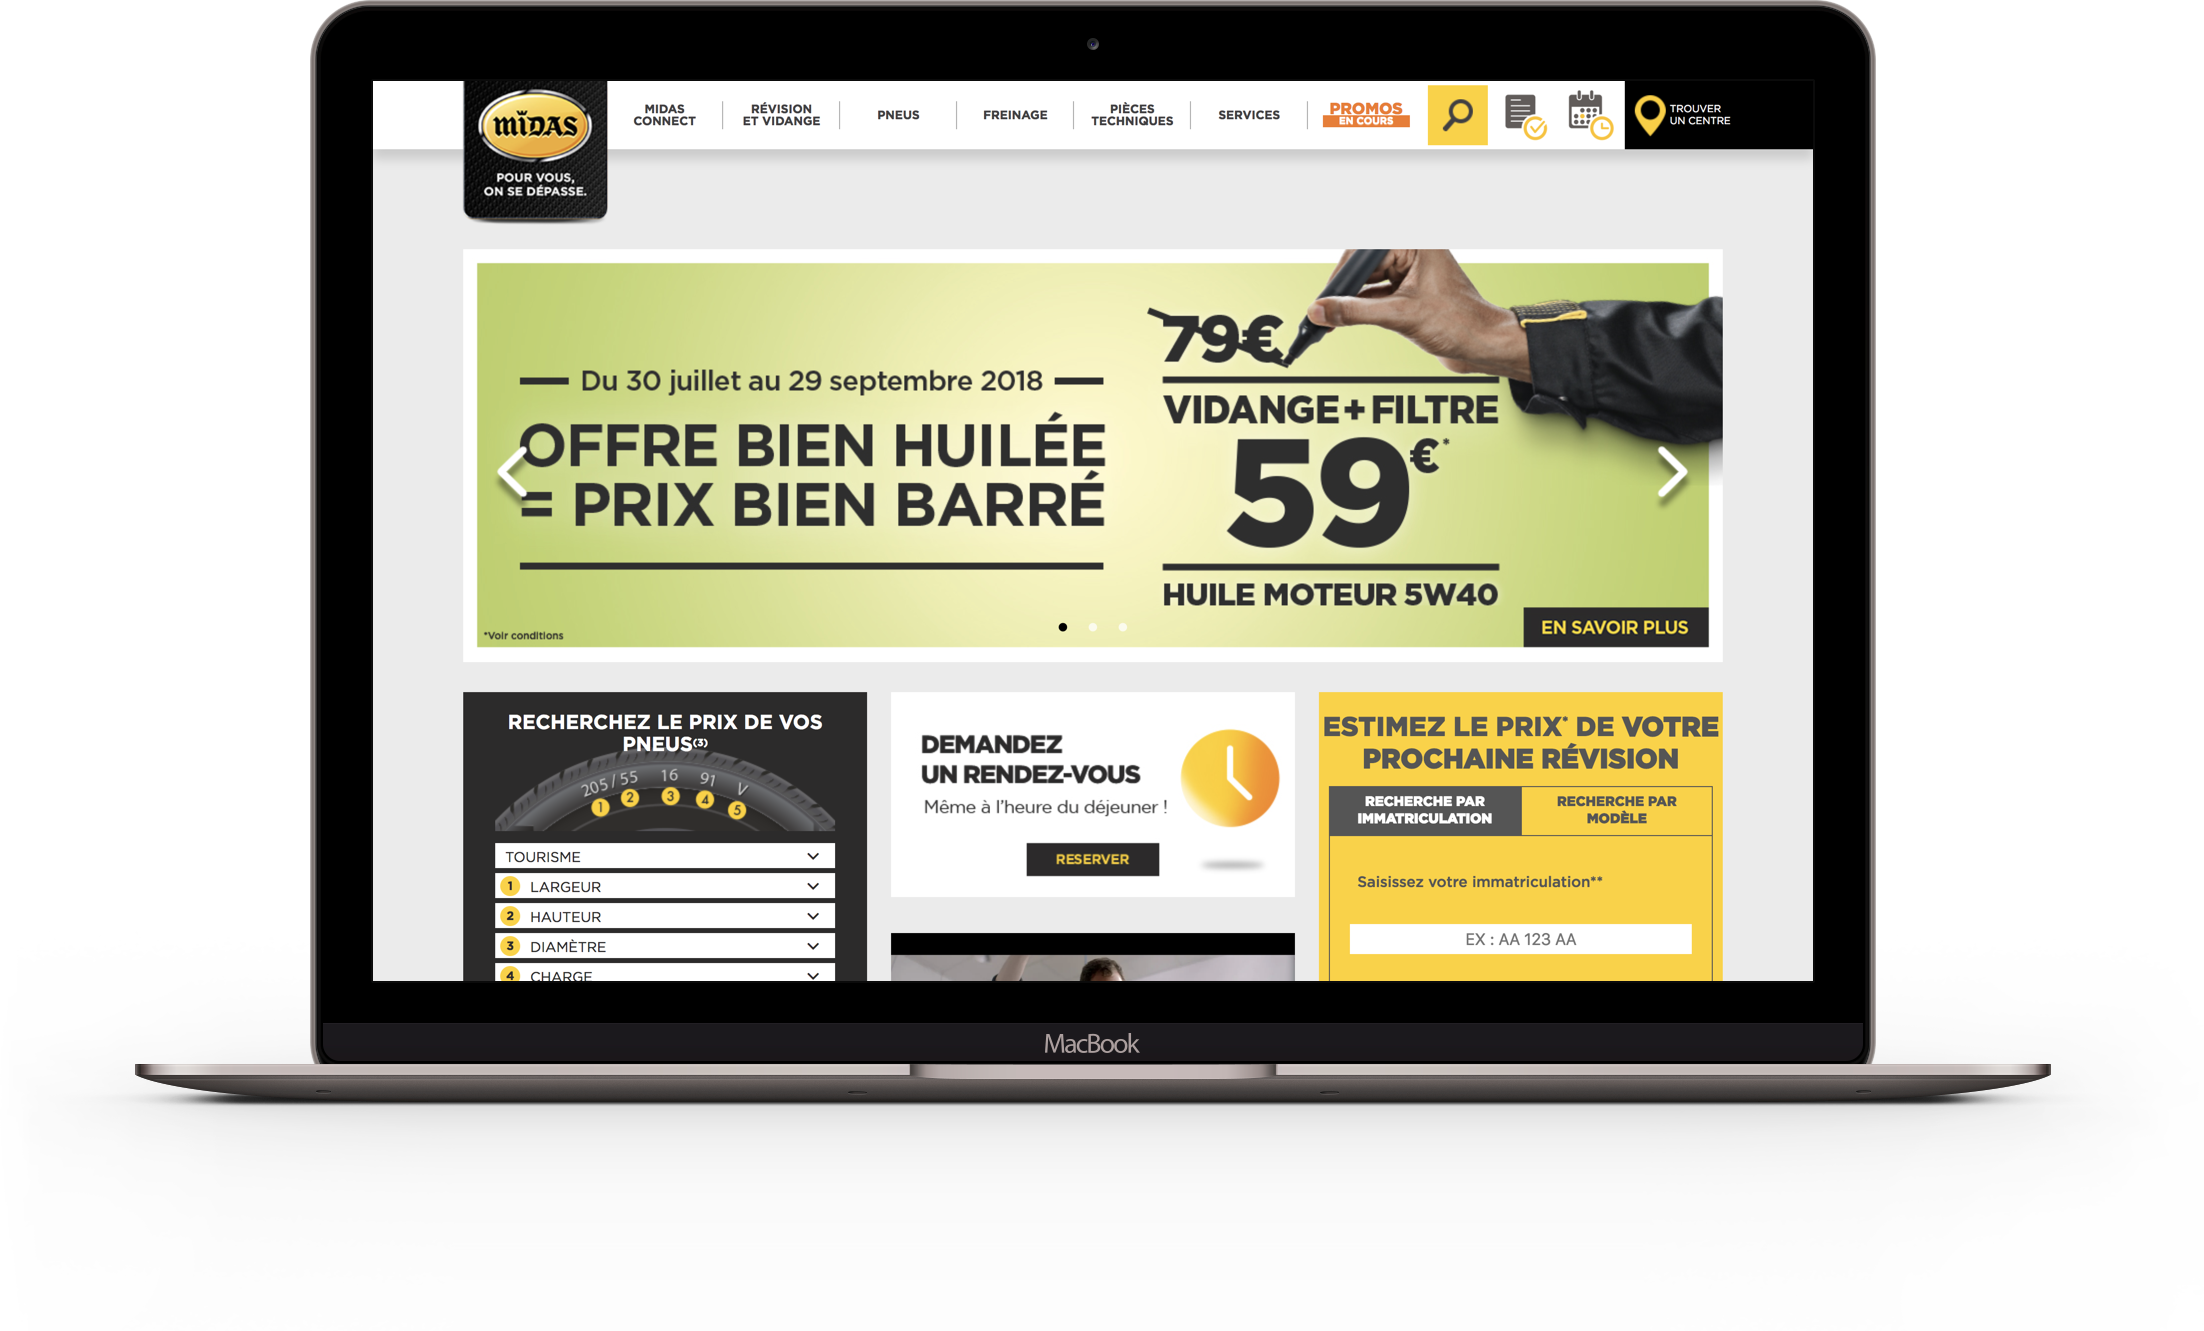 MIDAS
POUR VOUS,
ON SE DÉPASSE.
MIDAS
CONNECT
RÉVISION
ET VIDANGE
PNEUS
FREINAGE
PIÈCES
TECHNIQUES
SERVICES
PROMOS
EN COURS
TROUVER
UN CENTRE
Du 30 juillet au 29 septembre 2018
OFFRE BIEN HUILÉE
= PRIX BIEN BARRÉ
79€
VIDANGE + FILTRE
59€*
HUILE MOTEUR 5W40
*Voir conditions
EN SAVOIR PLUS
RECHERCHEZ LE PRIX DE VOS
PNEUS(3)
205 / 55 16 91 V
1 2 3 4 5
TOURISME
1 LARGEUR
2 HAUTEUR
3 DIAMÈTRE
4 CHARGE
DEMANDEZ
UN RENDEZ-VOUS
Même à l'heure du déjeuner !
RESERVER
ESTIMEZ LE PRIX* DE VOTRE
PROCHAINE RÉVISION
RECHERCHE PAR
IMMATRICULATION
RECHERCHE PAR
MODÈLE
Saisissez votre immatriculation**
EX : AA 123 AA
MacBook